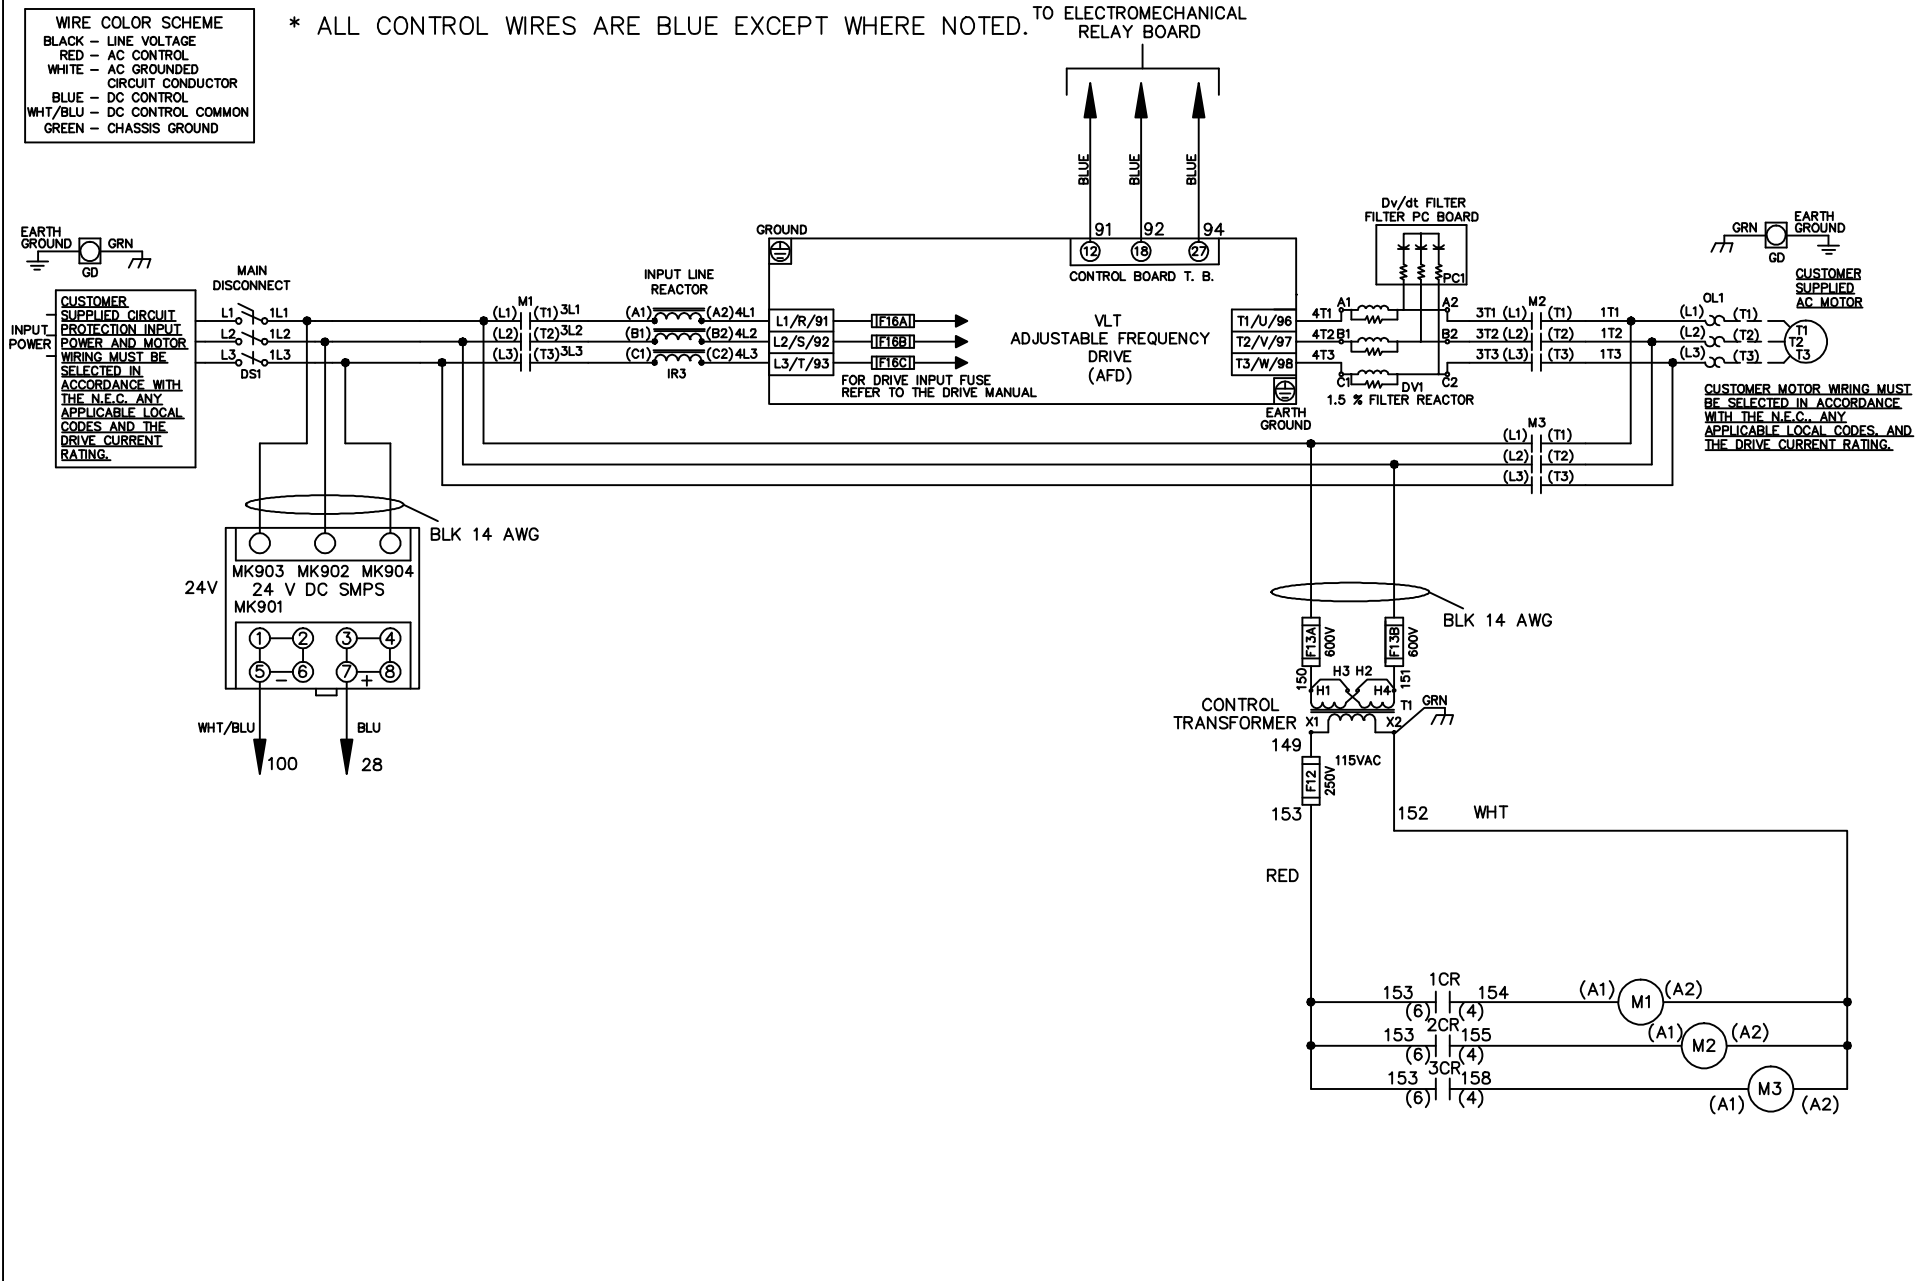 WIRE COLOR SCHEME
BLACK – LINE VOLTAGE
RED – AC CONTROL
WHITE – AC GROUNDED
CIRCUIT CONDUCTOR
BLUE – DC CONTROL
WHT/BLU – DC CONTROL COMMON
GREEN – CHASSIS GROUND
* ALL CONTROL WIRES ARE BLUE EXCEPT WHERE NOTED.
TO ELECTROMECHANICAL
RELAY BOARD
BLUE
BLUE
BLUE
91 92 94
12 18 27
CONTROL BOARD T. B.
EARTH
GROUND
GRN
GD
MAIN
DISCONNECT
CUSTOMER
SUPPLIED CIRCUIT
PROTECTION INPUT
POWER AND MOTOR
WIRING MUST BE
SELECTED IN
ACCORDANCE WITH
THE N.E.C. ANY
APPLICABLE LOCAL
CODES AND THE
DRIVE CURRENT
RATING.
INPUT
POWER
L1 1L1
L2 1L2
L3 1L3
DS1
M1
(L1) (T1) 3L1
(L2) (T2) 3L2
(L3) (T3) 3L3
INPUT LINE
REACTOR
(A1) (A2) 4L1
(B1) (B2) 4L2
(C1) (C2) 4L3
IR3
GROUND
L1/R/91
L2/S/92
L3/T/93
F16A
F16B
F16C
FOR DRIVE INPUT FUSE
REFER TO THE DRIVE MANUAL
VLT
ADJUSTABLE FREQUENCY
DRIVE
(AFD)
T1/U/96
T2/V/97
T3/W/98
EARTH
GROUND
Dv/dt FILTER
FILTER PC BOARD
PC1
4T1 A1 A2
4T2 B1 B2
4T3
C1 C2
DV1
1.5 % FILTER REACTOR
M2
3T1 (L1) (T1) 1T1
3T2 (L2) (T2) 1T2
3T3 (L3) (T3) 1T3
OL1
(L1) (T1)
(L2) (T2)
(L3) (T3)
T1
T2
T3
GRN
EARTH
GROUND
GD
CUSTOMER
SUPPLIED
AC MOTOR
CUSTOMER MOTOR WIRING MUST
BE SELECTED IN ACCORDANCE
WITH THE N.E.C., ANY
APPLICABLE LOCAL CODES, AND
THE DRIVE CURRENT RATING.
M3
(L1) (T1)
(L2) (T2)
(L3) (T3)
BLK 14 AWG
24V
MK903 MK902 MK904
24 V DC SMPS
MK901
1 2 3 4
5 6 7 8
– +
WHT/BLU
BLU
100
28
BLK 14 AWG
F13A
600V
F13B
600V
150
151
H3 H2
H1 H4
T1
GRN
CONTROL
TRANSFORMER
X1 X2
149
115VAC
F12
250V
153
152
WHT
RED
1CR
153 154
(6) (4)
(A1) M1 (A2)
2CR
153 155
(6) (4)
(A1) M2 (A2)
3CR
153 158
(6) (4)
(A1) M3 (A2)